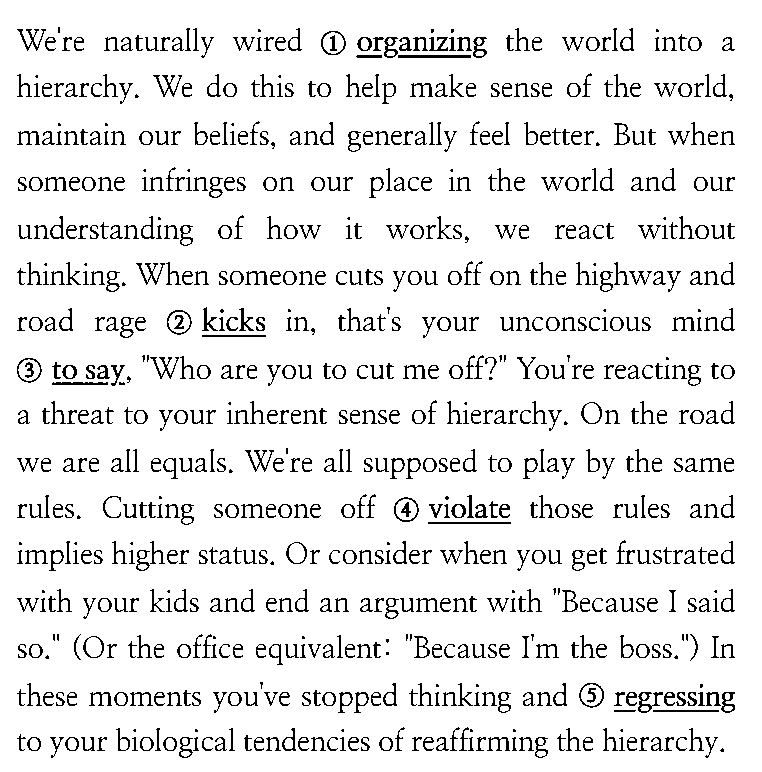 We're naturally wired ① organizing the world into a
hierarchy. We do this to help make sense of the world,
maintain our beliefs, and generally feel better. But when
someone infringes on our place in the world and our
understanding of how it works, we react without
thinking. When someone cuts you off on the highway and
road rage ② kicks in, that's your unconscious mind
③ to say, "Who are you to cut me off?" You're reacting to
a threat to your inherent sense of hierarchy. On the road
we are all equals. We're all supposed to play by the same
rules. Cutting someone off ④ violate those rules and
implies higher status. Or consider when you get frustrated
with your kids and end an argument with "Because I said
so." (Or the office equivalent: "Because I'm the boss.") In
these moments you've stopped thinking and ⑤ regressing
to your biological tendencies of reaffirming the hierarchy.